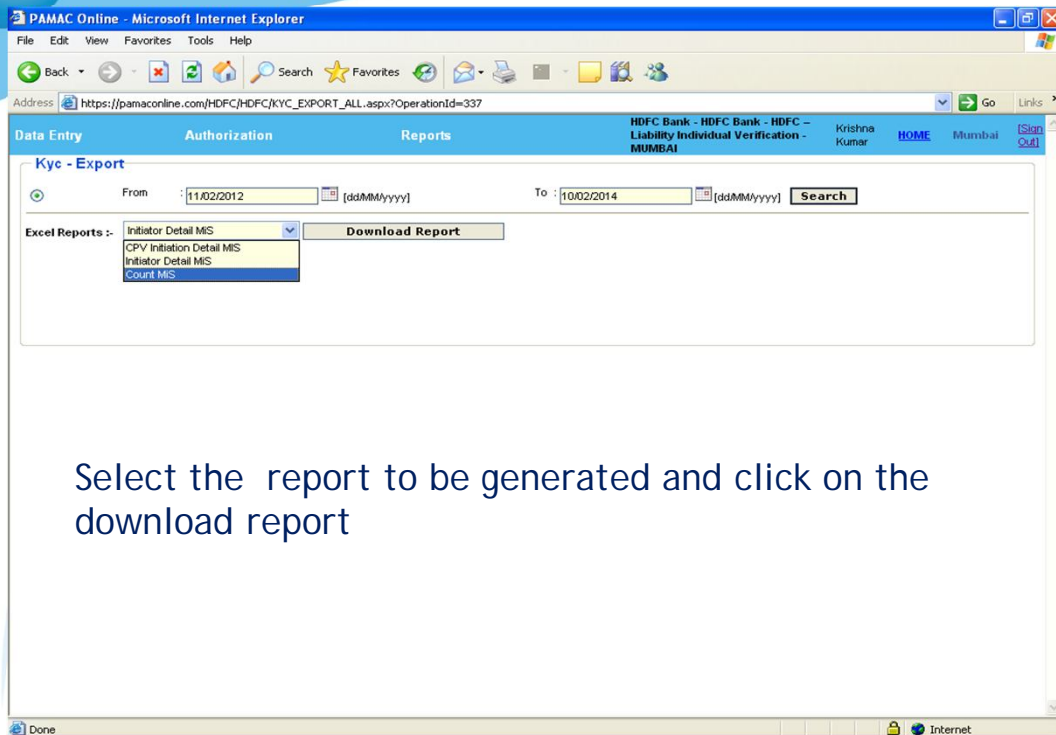 PAMAC Online - Microsoft Internet Explorer
File Edit View Favorites Tools Help
Back Search Favorites
Address https://pamaconline.com/HDFC/HDFC/KYC_EXPORT_ALL.aspx?OperationId=337 Go Links
Data Entry Authorization Reports HDFC Bank - HDFC Bank - HDFC – Liability Individual Verification - MUMBAI Krishna Kumar HOME Mumbai [Sign Out]
Kyc - Export
From : 11/02/2012 [dd/MM/yyyy] To : 10/02/2014 [dd/MM/yyyy] Search
Excel Reports :- Initiator Detail MiS Download Report
CPV Initiation Detail MIS
Initiator Detail MiS
Count MiS
Select the report to be generated and click on the
download report
Done Internet